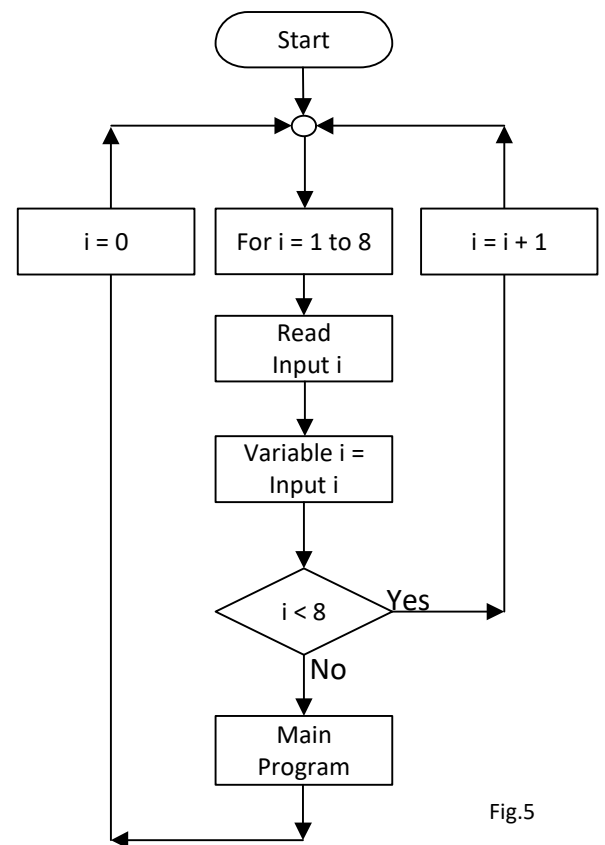 Start
i = 0
For i = 1 to 8
i = i + 1
Read
Input i
Variable i =
Input i
i < 8
Yes
No
Main
Program
Fig.5